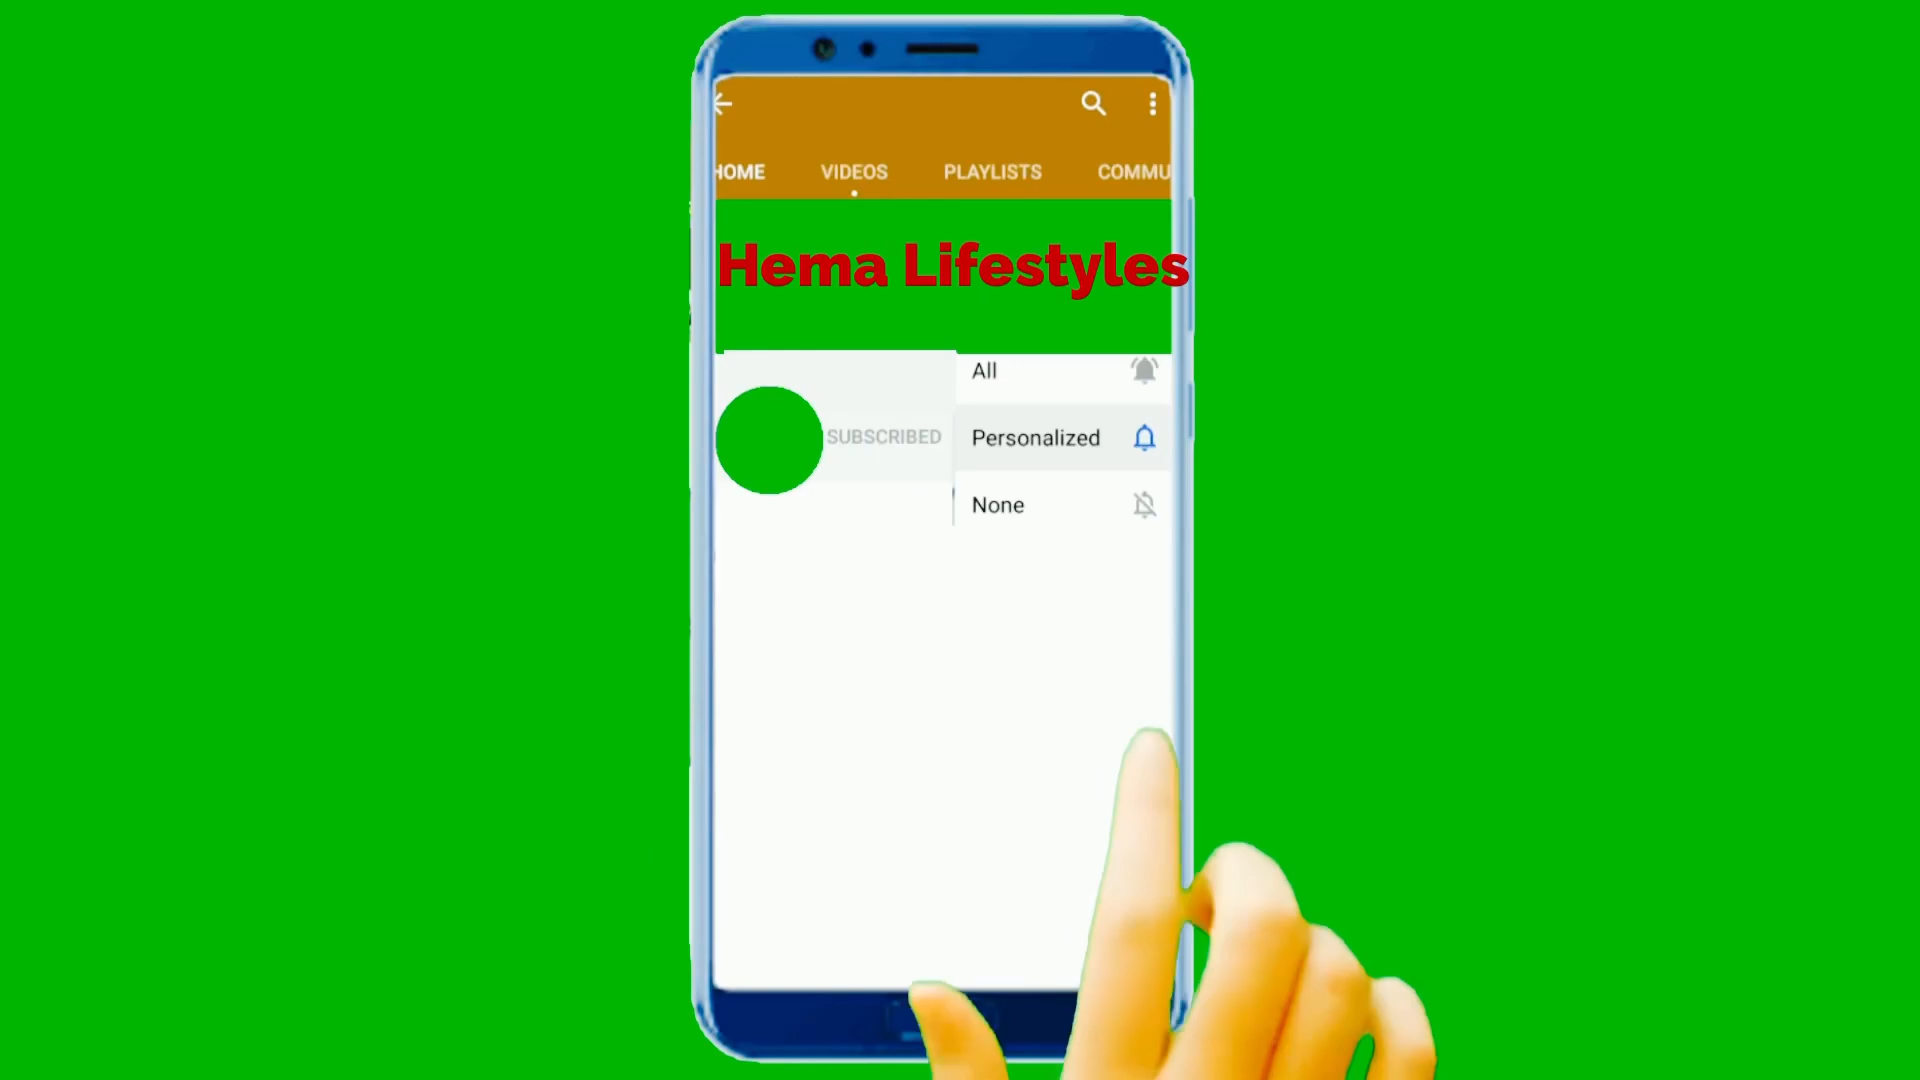 HOME VIDEOS PLAYLISTS COMMU
Hema Lifestyles
All
SUBSCRIBED Personalized
None